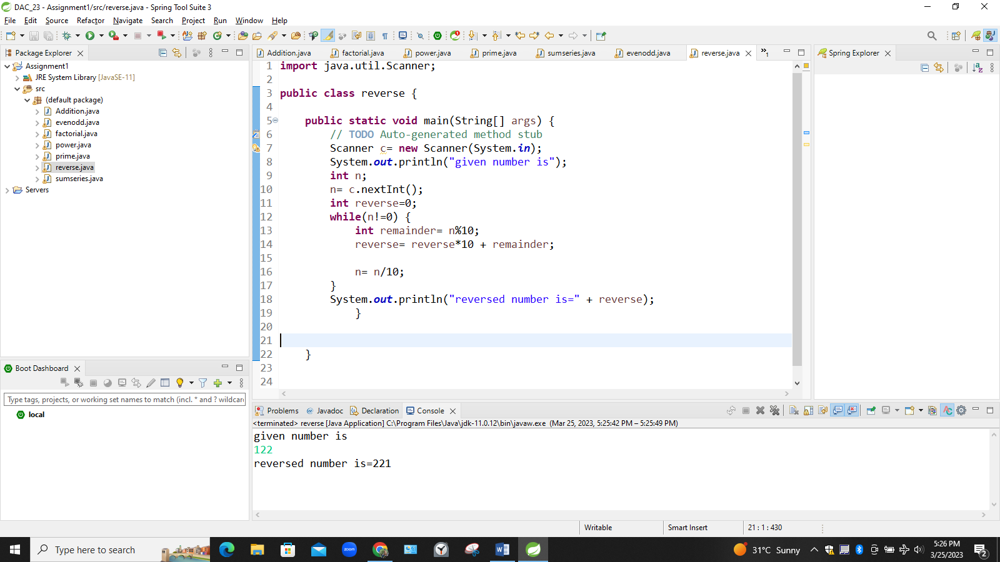 DAC_23 - Assignment1/src/reverse.java - Spring Tool Suite 3
File Edit Source Refactor Navigate Search Project Run Window Help
Package Explorer
Assignment1
JRE System Library [JavaSE-11]
src
(default package)
Addition.java
evenodd.java
factorial.java
power.java
prime.java
reverse.java
sumseries.java
Servers
Boot Dashboard
Type tags, projects, or working set names to match (incl. * and ? wildcar
local
Addition.java factorial.java power.java prime.java sumseries.java evenodd.java reverse.java »1
1 import java.util.Scanner;
2
3 public class reverse {
4
5 public static void main(String[] args) {
6 // TODO Auto-generated method stub
7 Scanner c= new Scanner(System.in);
8 System.out.println("given number is");
9 int n;
10 n= c.nextInt();
11 int reverse=0;
12 while(n!=0) {
13 int remainder= n%10;
14 reverse= reverse*10 + remainder;
15
16 n= n/10;
17 }
18 System.out.println("reversed number is=" + reverse);
19 }
20
21
22 }
23
24
Spring Explorer
Problems @ Javadoc Declaration Console
<terminated> reverse [Java Application] C:\Program Files\Java\jdk-11.0.12\bin\javaw.exe (Mar 25, 2023, 5:25:42 PM – 5:25:49 PM)
given number is
122
reversed number is=221
Writable Smart Insert 21 : 1 : 430
Type here to search
zoom
31°C Sunny
5:26 PM
3/25/2023
2